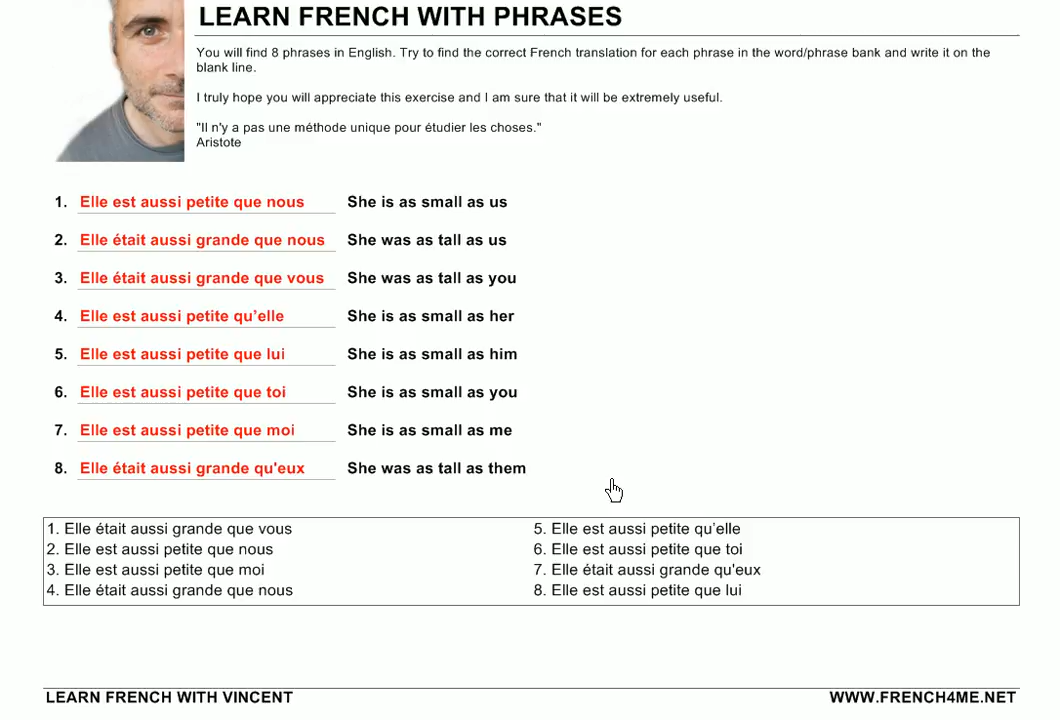 LEARN FRENCH WITH PHRASES
You will find 8 phrases in English. Try to find the correct French translation for each phrase in the word/phrase bank and write it on the
blank line.
I truly hope you will appreciate this exercise and I am sure that it will be extremely useful.
"Il n'y a pas une méthode unique pour étudier les choses."
Aristote
1. Elle est aussi petite que nous She is as small as us
2. Elle était aussi grande que nous She was as tall as us
3. Elle était aussi grande que vous She was as tall as you
4. Elle est aussi petite qu’elle She is as small as her
5. Elle est aussi petite que lui She is as small as him
6. Elle est aussi petite que toi She is as small as you
7. Elle est aussi petite que moi She is as small as me
8. Elle était aussi grande qu'eux She was as tall as them
1. Elle était aussi grande que vous
2. Elle est aussi petite que nous
3. Elle est aussi petite que moi
4. Elle était aussi grande que nous
5. Elle est aussi petite qu’elle
6. Elle est aussi petite que toi
7. Elle était aussi grande qu'eux
8. Elle est aussi petite que lui
LEARN FRENCH WITH VINCENT WWW.FRENCH4ME.NET